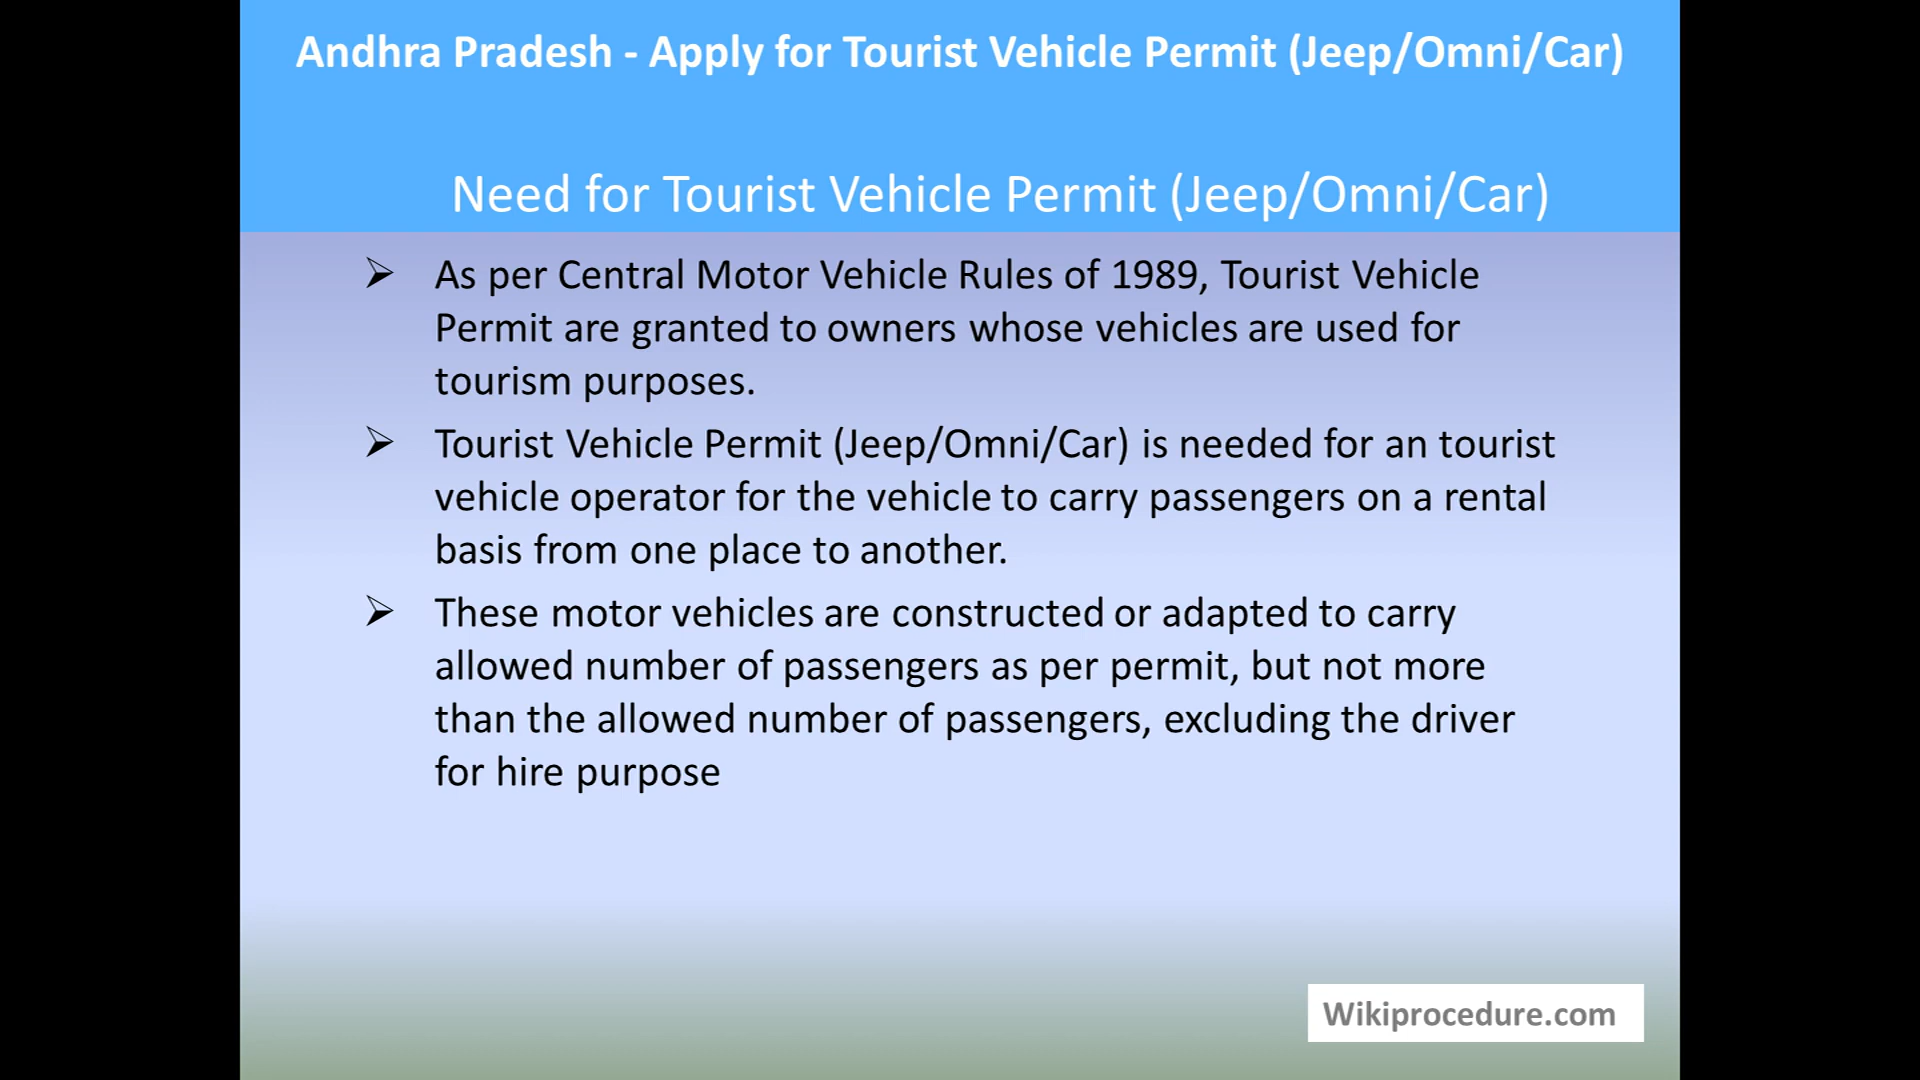 Andhra Pradesh - Apply for Tourist Vehicle Permit (Jeep/Omni/Car)
Need for Tourist Vehicle Permit (Jeep/Omni/Car)
As per Central Motor Vehicle Rules of 1989, Tourist Vehicle
Permit are granted to owners whose vehicles are used for
tourism purposes.
Tourist Vehicle Permit (Jeep/Omni/Car) is needed for an tourist
vehicle operator for the vehicle to carry passengers on a rental
basis from one place to another.
These motor vehicles are constructed or adapted to carry
allowed number of passengers as per permit, but not more
than the allowed number of passengers, excluding the driver
for hire purpose
Wikiprocedure.com